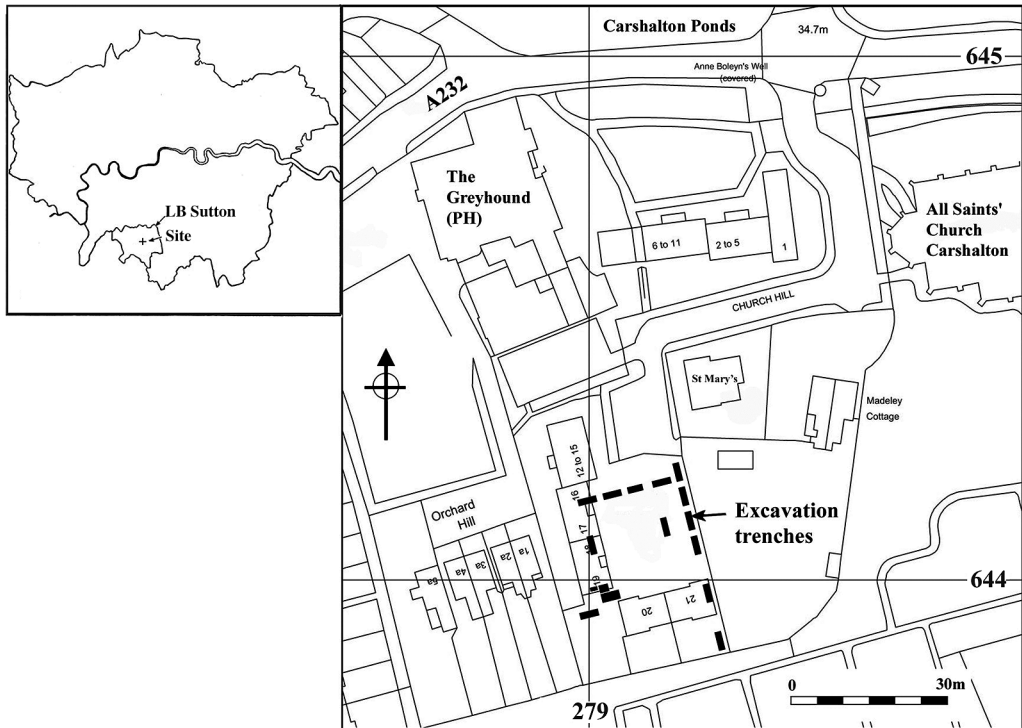 LB Sutton
Site
Carshalton Ponds
34.7m
645
Anne Boleyn's Well
(covered)
A232
The
Greyhound
(PH)
6 to 11
2 to 5
1
All Saints'
Church
Carshalton
CHURCH HILL
St Mary's
Madeley
Cottage
12 to 15
16
17
18
19
Orchard
Hill
Excavation
trenches
1a
2a
3a
4a
5a
644
20
21
0
30m
279